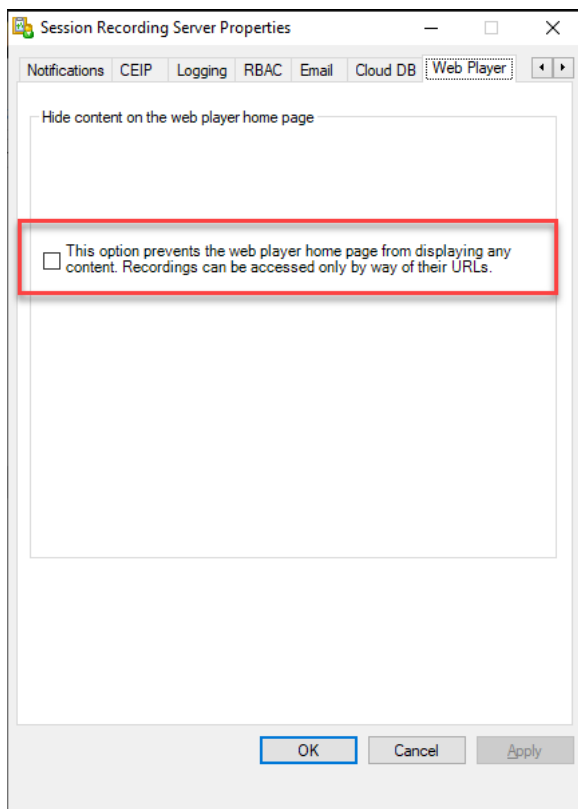 Session Recording Server Properties
Notifications CEIP Logging RBAC Email Cloud DB Web Player
Hide content on the web player home page
This option prevents the web player home page from displaying any
content. Recordings can be accessed only by way of their URLs.
OK Cancel Apply